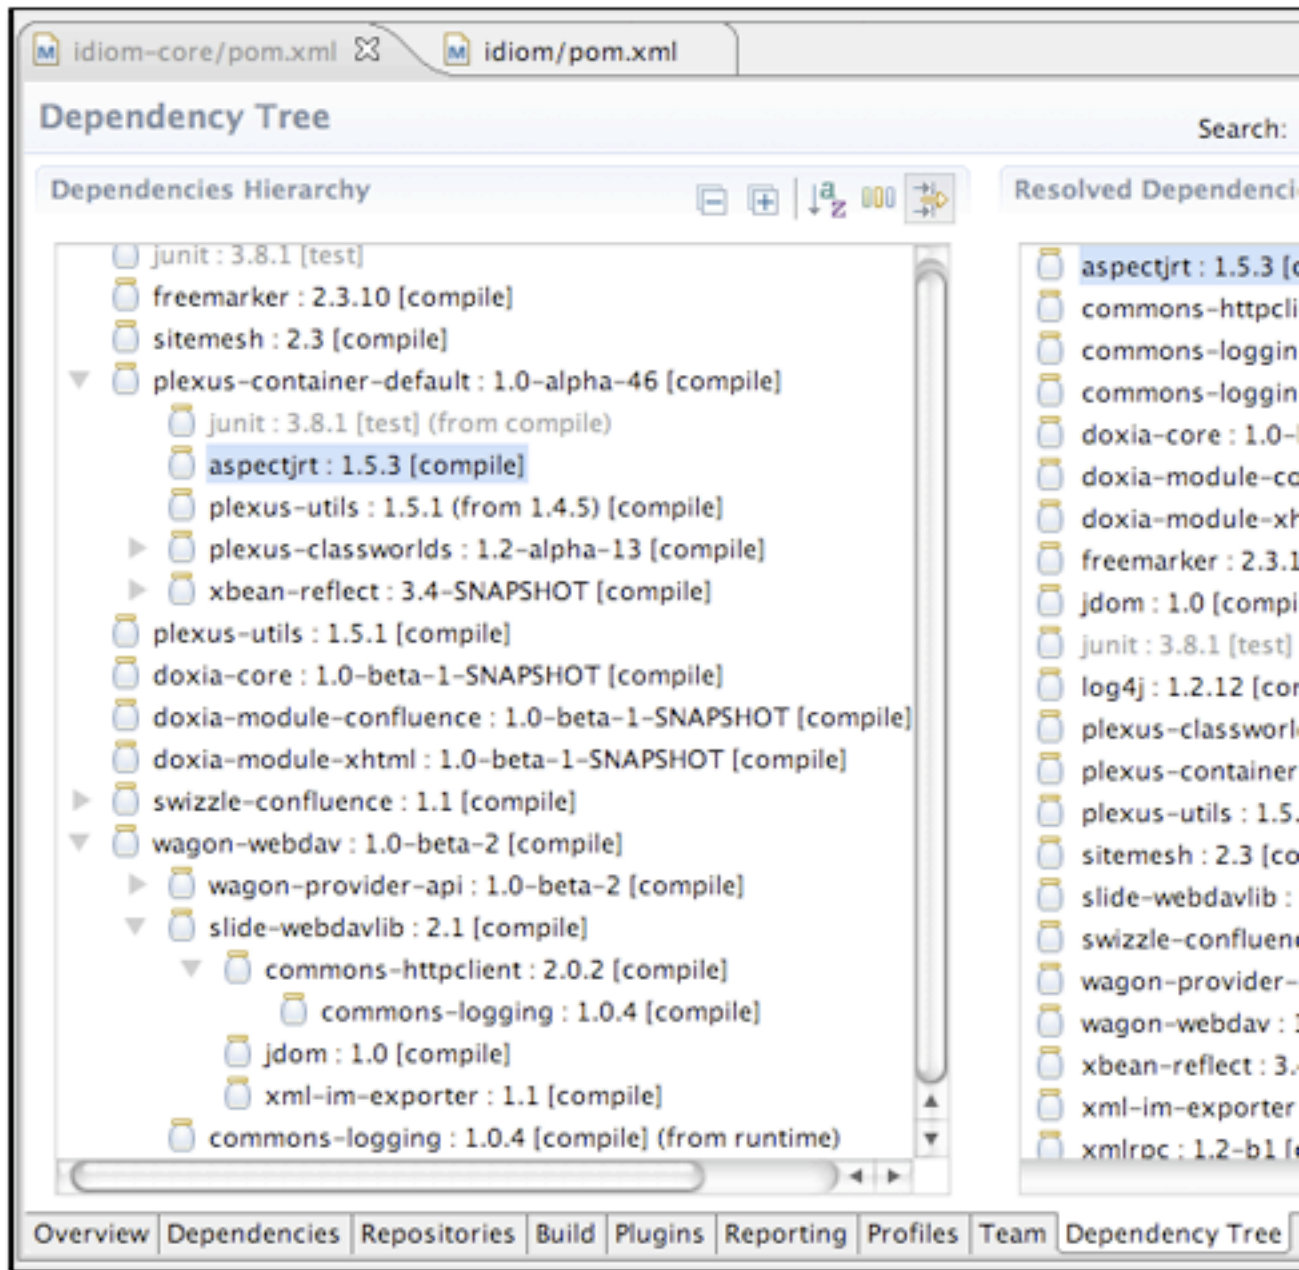 idiom-core/pom.xml
idiom/pom.xml
Dependency Tree
Search:
Dependencies Hierarchy
junit : 3.8.1 [test]
freemarker : 2.3.10 [compile]
sitemesh : 2.3 [compile]
plexus-container-default : 1.0-alpha-46 [compile]
junit : 3.8.1 [test] (from compile)
aspectjrt : 1.5.3 [compile]
plexus-utils : 1.5.1 (from 1.4.5) [compile]
plexus-classworlds : 1.2-alpha-13 [compile]
xbean-reflect : 3.4-SNAPSHOT [compile]
plexus-utils : 1.5.1 [compile]
doxia-core : 1.0-beta-1-SNAPSHOT [compile]
doxia-module-confluence : 1.0-beta-1-SNAPSHOT [compile]
doxia-module-xhtml : 1.0-beta-1-SNAPSHOT [compile]
swizzle-confluence : 1.1 [compile]
wagon-webdav : 1.0-beta-2 [compile]
wagon-provider-api : 1.0-beta-2 [compile]
slide-webdavlib : 2.1 [compile]
commons-httpclient : 2.0.2 [compile]
commons-logging : 1.0.4 [compile]
jdom : 1.0 [compile]
xml-im-exporter : 1.1 [compile]
commons-logging : 1.0.4 [compile] (from runtime)
Resolved Dependenci
aspectjrt : 1.5.3 [c
commons-httpcli
commons-loggin
commons-loggin
doxia-core : 1.0-
doxia-module-co
doxia-module-xh
freemarker : 2.3.1
jdom : 1.0 [compi
junit : 3.8.1 [test]
log4j : 1.2.12 [cor
plexus-classworl
plexus-container
plexus-utils : 1.5.
sitemesh : 2.3 [co
slide-webdavlib :
swizzle-confluen
wagon-provider-
wagon-webdav : 1
xbean-reflect : 3.
xml-im-exporter
xmlrpc : 1.2-b1 [
Overview Dependencies Repositories Build Plugins Reporting Profiles Team Dependency Tree